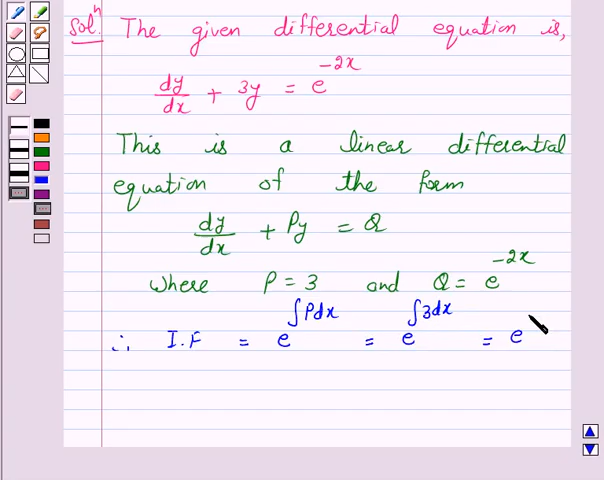 Solⁿ The given differential equation is,
dy/dx + 3y = e^{-2x}
This is a linear differential
equation of the form
dy/dx + Py = Q
where P = 3 and Q = e^{-2x}
∴ I.F = e^{∫Pdx} = e^{∫3dx} = e